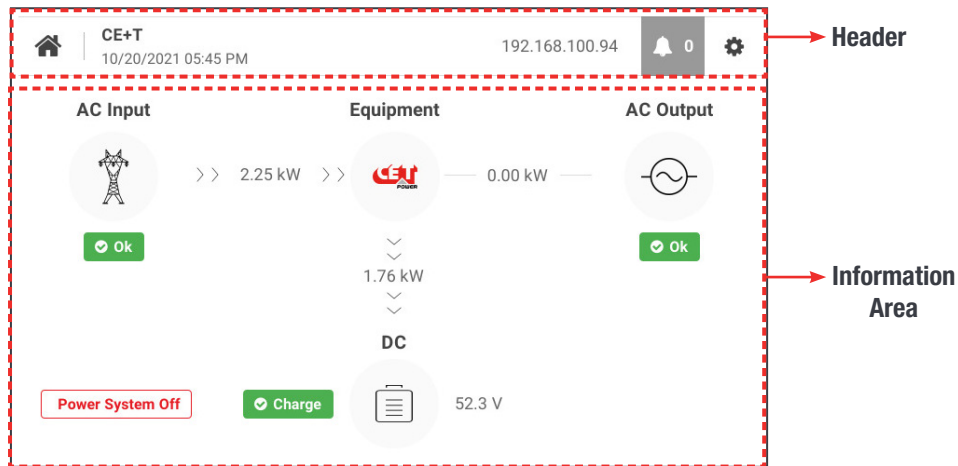 CE+T
10/20/2021 05:45 PM
192.168.100.94
0
Header
AC Input
Equipment
AC Output
2.25 kW
CET
POWER
0.00 kW
Ok
Ok
1.76 kW
Information
Area
DC
Power System Off
Charge
52.3 V